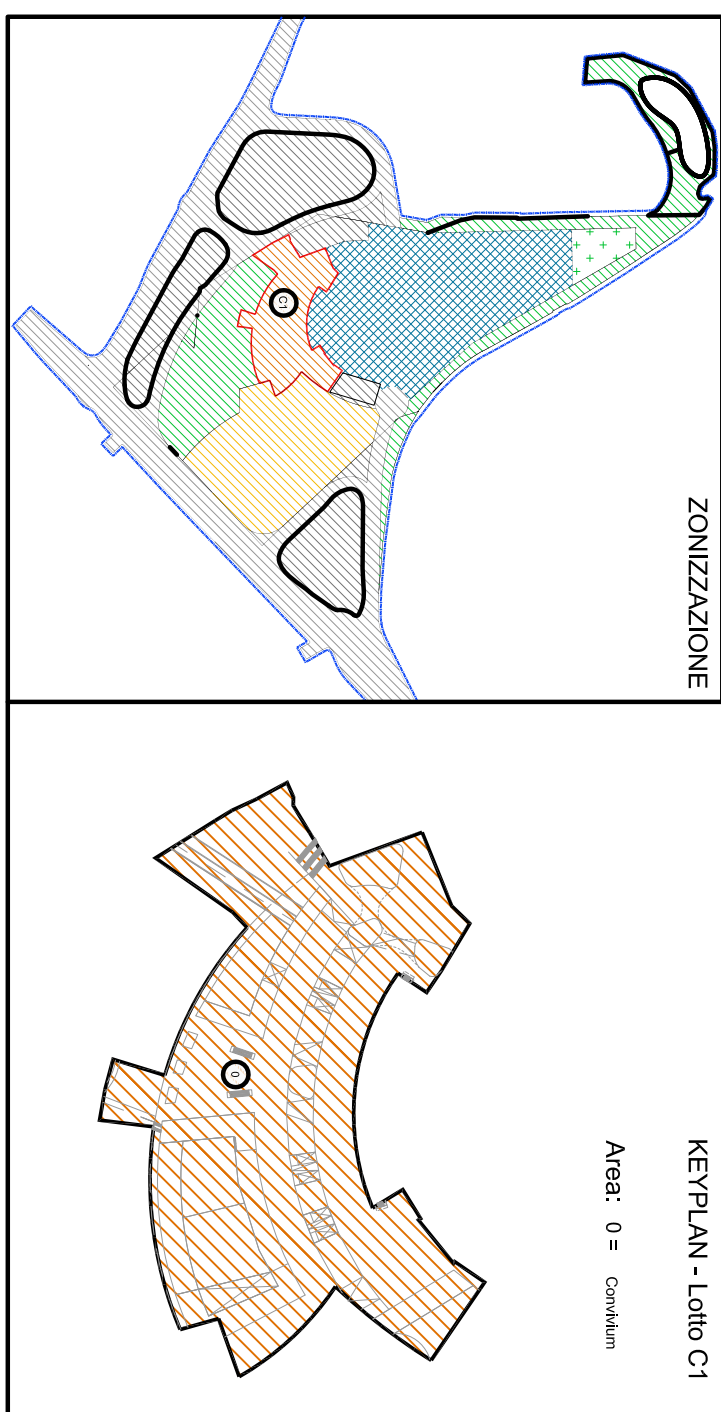 ZONIZZAZIONE
C1
KEYPLAN - Lotto C1
Area: 0 = Convivium
0